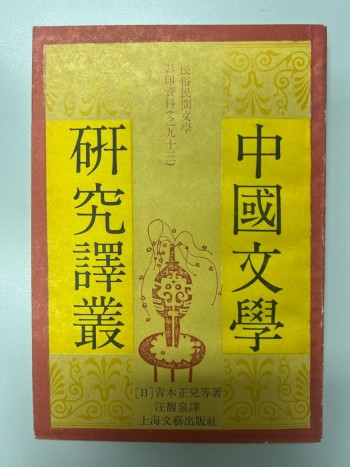 中國文學
民俗民間文學
影印資料(之九十三)
研究譯叢
[日]青木正兒等著
汪馥泉譯
上海文藝出版社